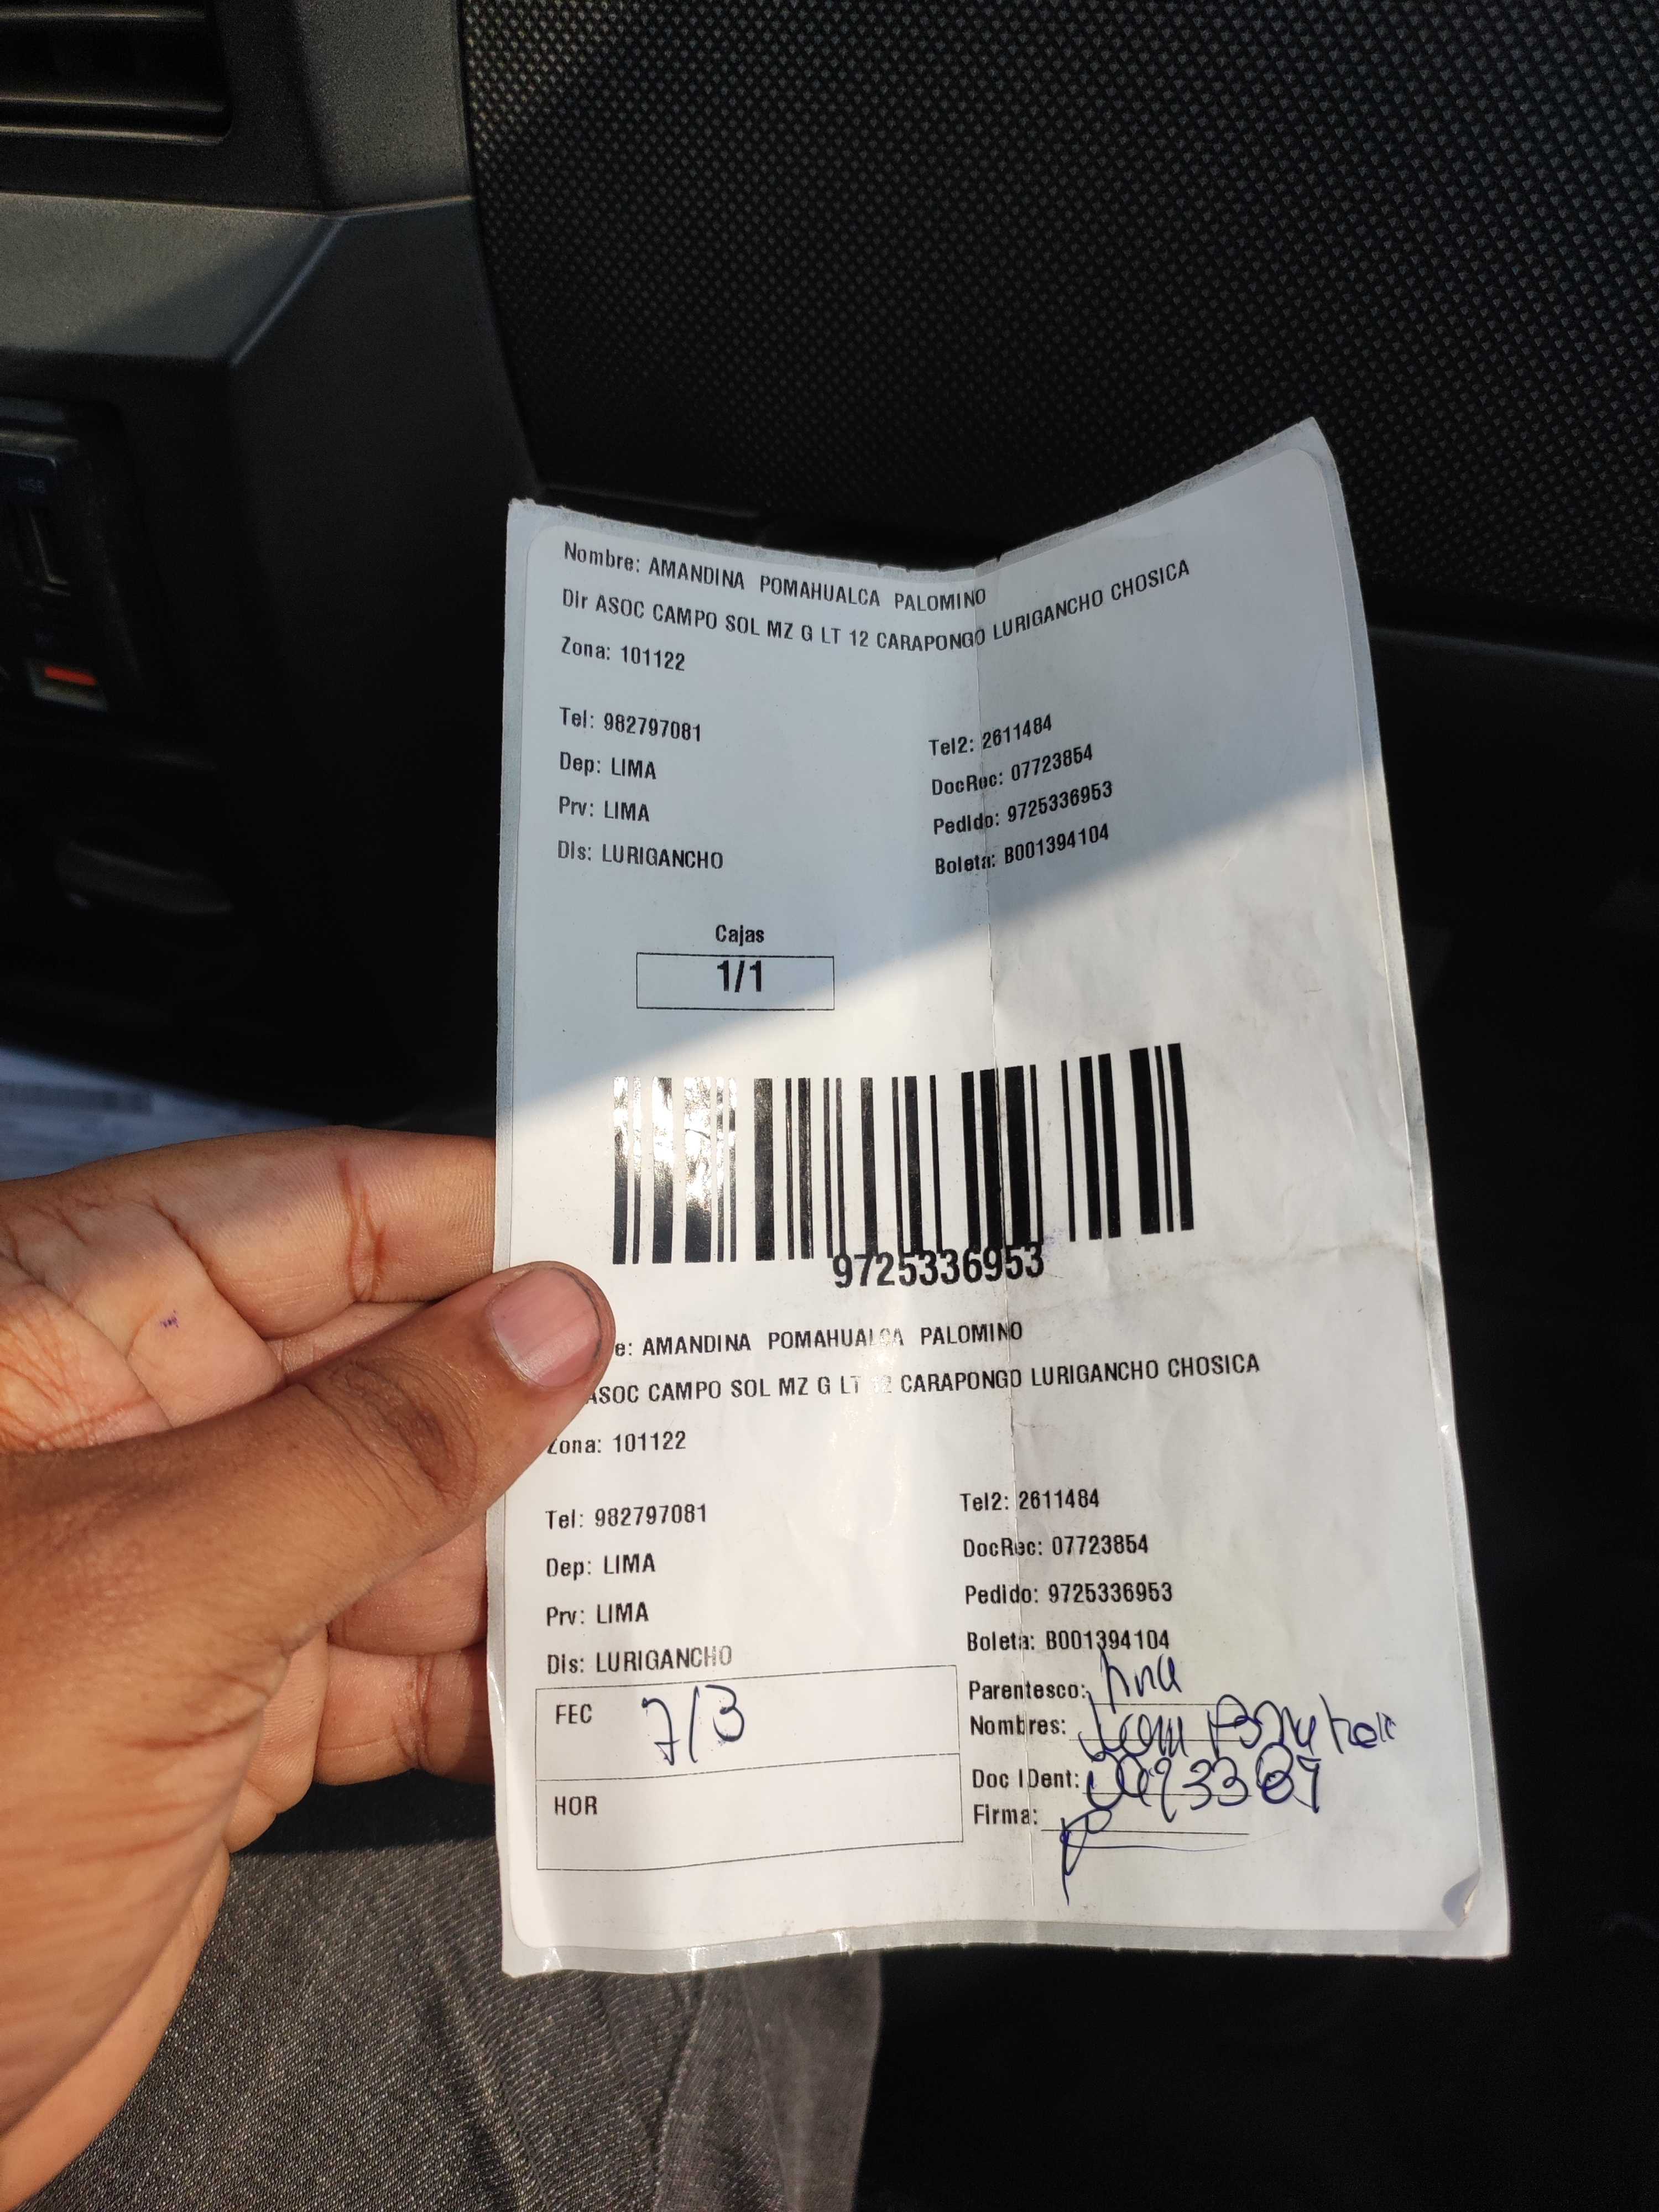 Nombre: AMANDINA POMAHUALCA PALOMINO
Dir ASOC CAMPO SOL MZ G LT 12 CARAPONGO LURIGANCHO CHOSICA
Zona: 101122
Tel: 982797081
Tel2: 2611484
Dep: LIMA
DocRec: 07723854
Prv: LIMA
Pedido: 9725336953
Dis: LURIGANCHO
Boleta: B001394104
Cajas
1/1
9725336953
e: AMANDINA POMAHUALCA PALOMINO
ASOC CAMPO SOL MZ G LT 12 CARAPONGO LURIGANCHO CHOSICA
Zona: 101122
Tel: 982797081
Tel2: 2611484
Dep: LIMA
DocRec: 07723854
Prv: LIMA
Pedido: 9725336953
Dis: LURIGANCHO
Boleta: B001394104
FEC 7/3
Parentesco:
Nombres:
HOR
Doc IDent:
Firma: